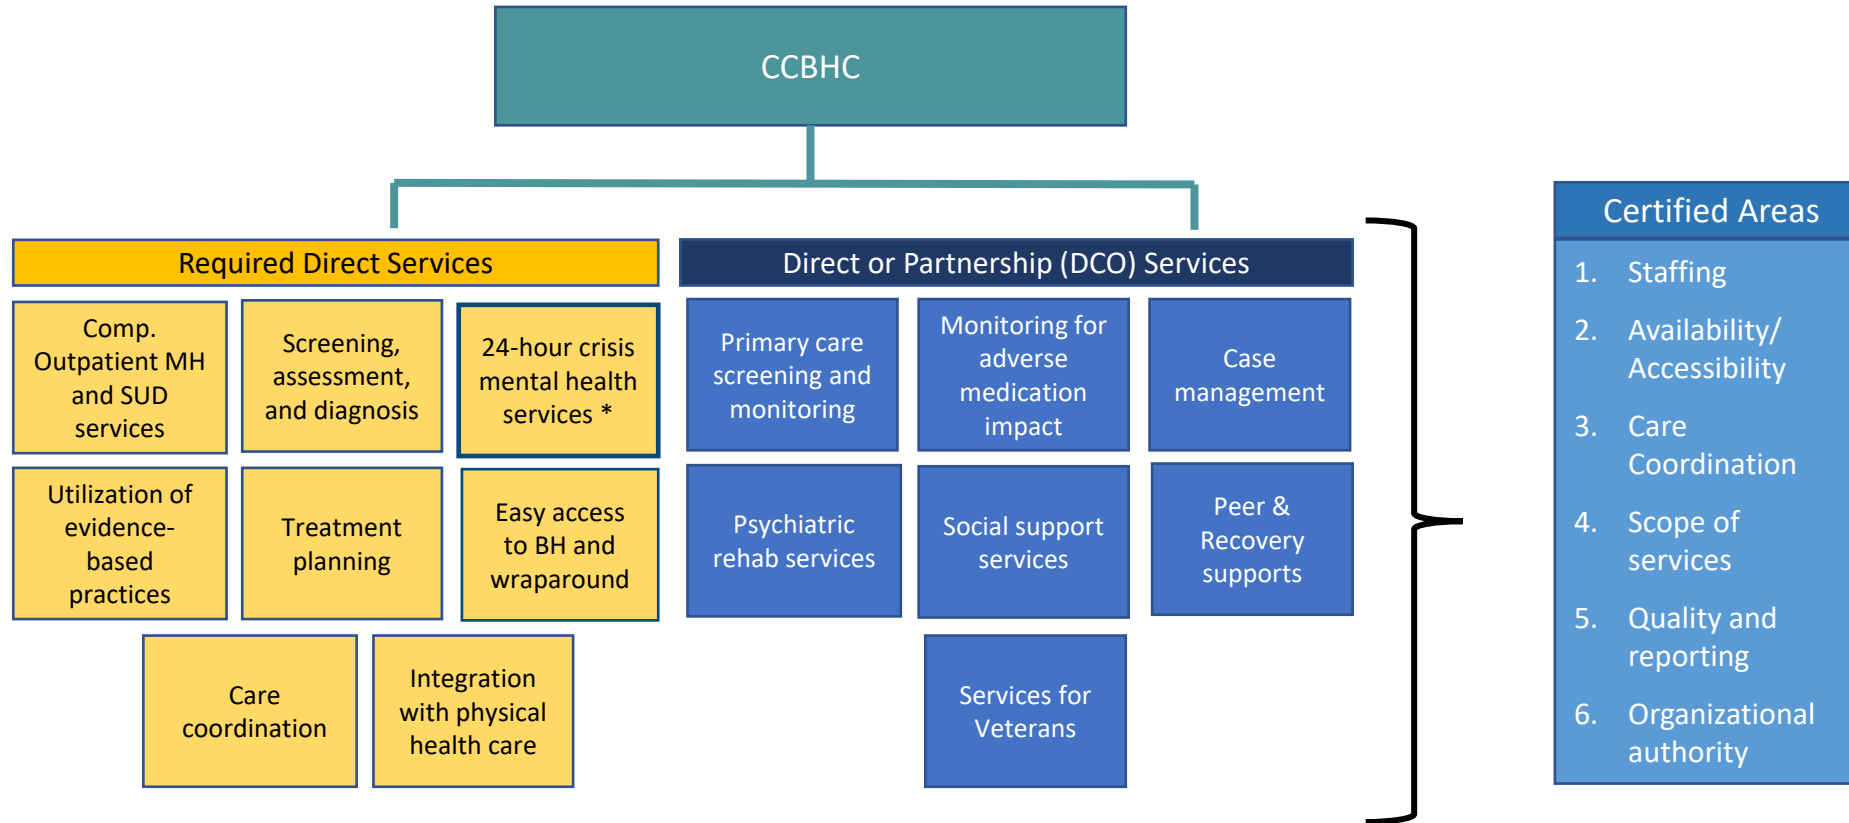 CCBHC
Required Direct Services
Comp.
Outpatient MH
and SUD
services
Screening,
assessment,
and diagnosis
24-hour crisis
mental health
services *
Utilization of
evidence-
based
practices
Treatment
planning
Easy access
to BH and
wraparound
Care
coordination
Integration
with physical
health care
Direct or Partnership (DCO) Services
Primary care
screening and
monitoring
Monitoring for
adverse
medication
impact
Case
management
Psychiatric
rehab services
Social support
services
Peer &
Recovery
supports
Services for
Veterans
Certified Areas
1. Staffing
2. Availability/
Accessibility
3. Care
Coordination
4. Scope of
services
5. Quality and
reporting
6. Organizational
authority